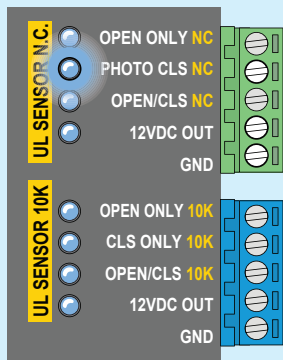 UL SENSOR N.C.
OPEN ONLY NC
PHOTO CLS NC
OPEN/CLS NC
12VDC OUT
GND
UL SENSOR 10K
OPEN ONLY 10K
CLS ONLY 10K
OPEN/CLS 10K
12VDC OUT
GND